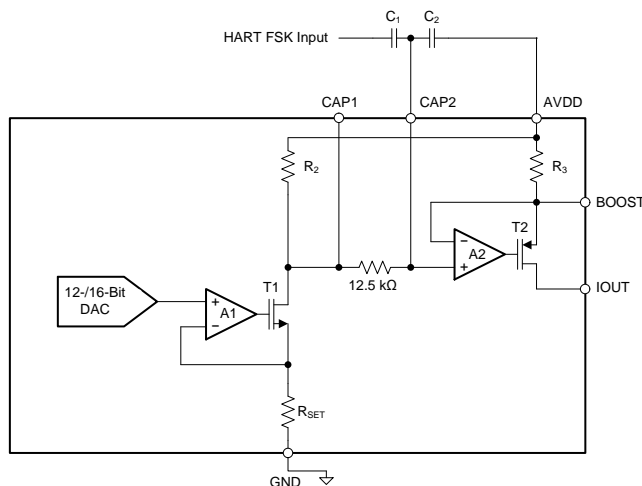 C₁
C₂
HART FSK Input
CAP1
CAP2
AVDD
R₂
R₃
BOOST
T2
−
A2
+
12.5 kΩ
IOUT
12-/16-Bit
DAC
T1
+
A1
−
R_SET
GND